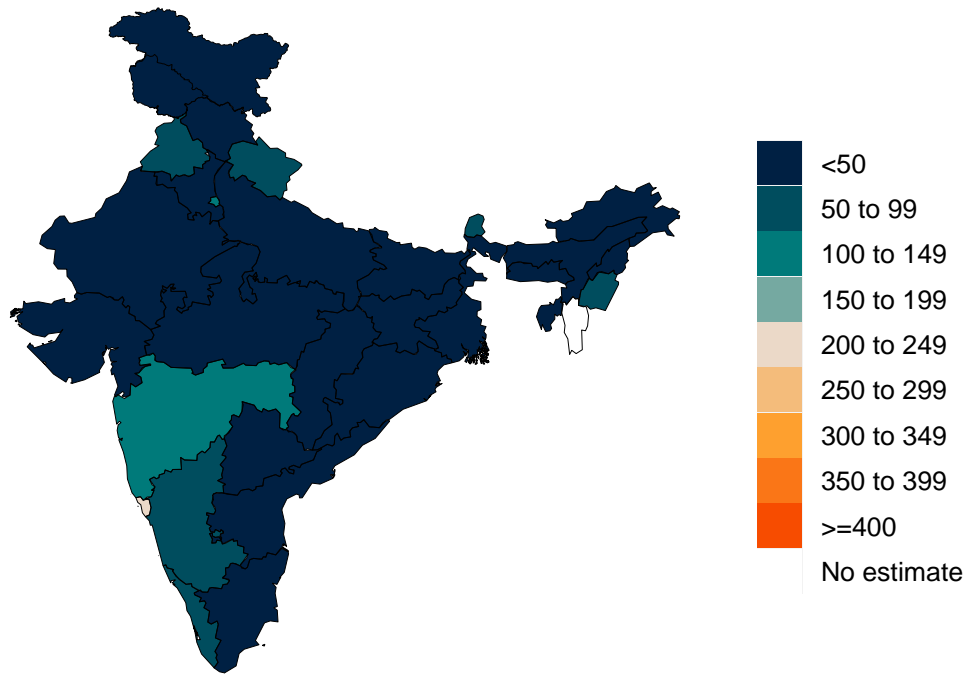 <50
50 to 99
100 to 149
150 to 199
200 to 249
250 to 299
300 to 349
350 to 399
>=400
No estimate